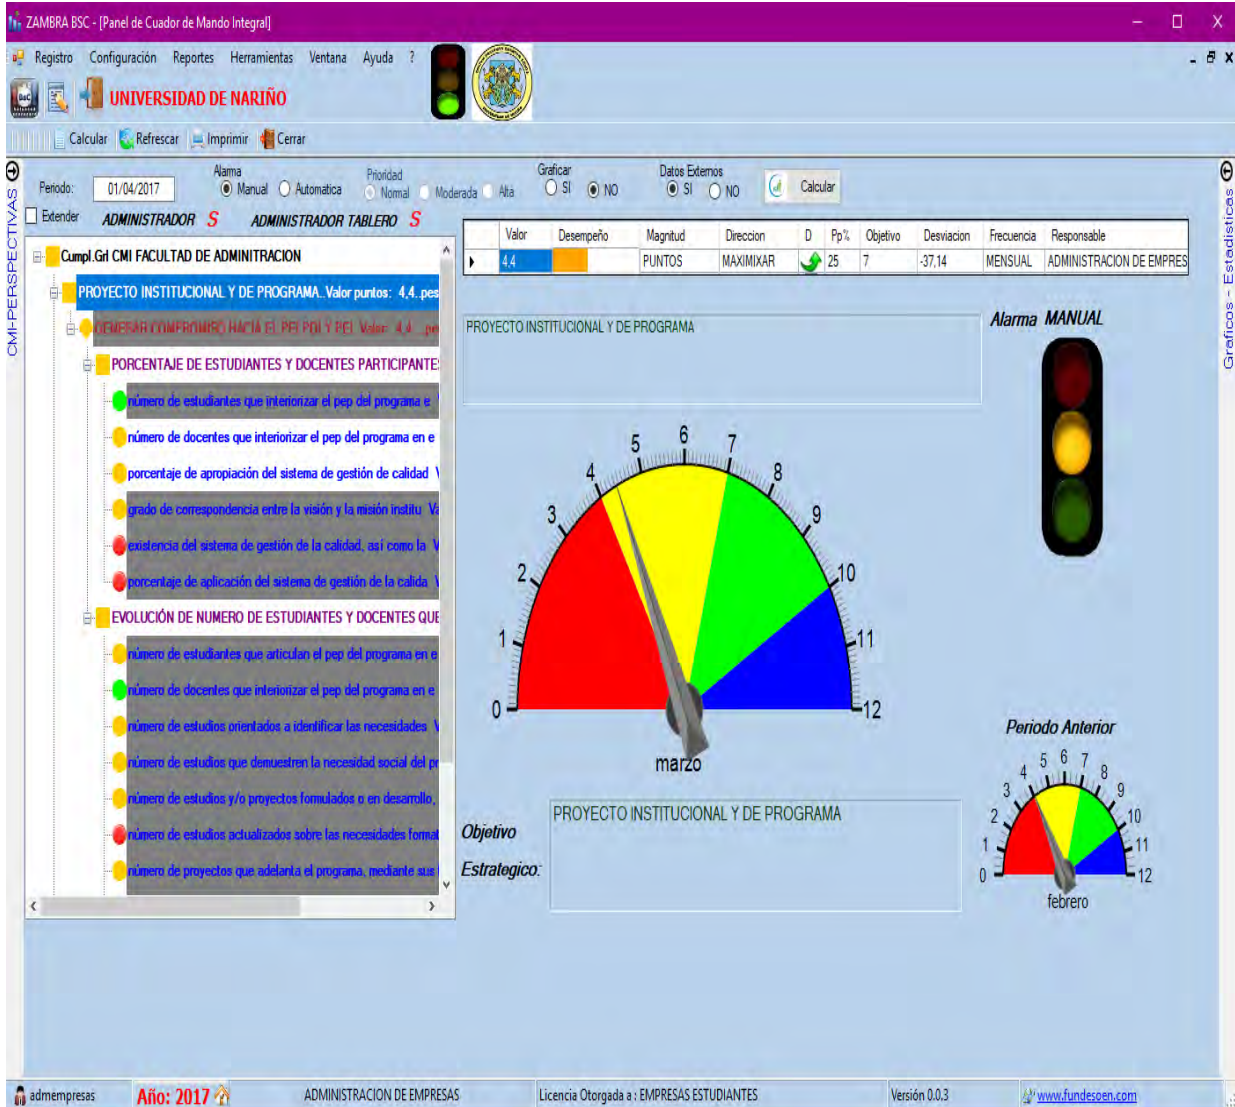 ZAMBRA BSC - [Panel de Cuador de Mando Integral]
Registro Configuración Reportes Herramientas Ventana Ayuda ?
UNIVERSIDAD DE NARIÑO
Calcular Refrescar Imprimir Cerrar
Periodo: 01/04/2017
Alarma
Manual Automatica
Prioridad
Normal Moderada Alta
Graficar
SI NO
Datos Externos
SI NO
Calcular
Extender ADMINISTRADOR S ADMINISTRADOR TABLERO S
CMI-PERSPECTIVAS
Cumpl.Grl CMI FACULTAD DE ADMINITRACION
PROYECTO INSTITUCIONAL Y DE PROGRAMA..Valor puntos: 4,4..pes
GENERAR COMPROMISO HACIA EL PEI,PDI Y PEI. Valor: 4,4 ..pe
PORCENTAJE DE ESTUDIANTES Y DOCENTES PARTICIPANTE
número de estudiantes que interiorizar el pep del programa e
número de docentes que interiorizar el pep del programa en e
porcentaje de apropiación del sistema de gestión de calidad V
grado de correspondencia entre la visión y la misión institu Va
existencia del sistema de gestión de la calidad, así como la V
porcentaje de aplicación del sistema de gestión de la calida V
EVOLUCIÓN DE NUMERO DE ESTUDIANTES Y DOCENTES QUE
número de estudiantes que articulan el pep del programa en e
número de docentes que interiorizar el pep del programa en e
número de estudios orientados a identificar las necesidades V
número de estudios que demuestren la necesidad social del pr
número de estudios y/o proyectos formulados o en desarrollo,
número de estudios actualizados sobre las necesidades format
número de proyectos que adelanta el programa, mediante sus
Valor Desempeño Magnitud Direccion D Pp% Objetivo Desviacion Frecuencia Responsable
4.4 PUNTOS MAXIMIXAR 25 7 -37,14 MENSUAL ADMINISTRACION DE EMPRES
PROYECTO INSTITUCIONAL Y DE PROGRAMA
Alarma MANUAL
0 1 2 3 4 5 6 7 8 9 10 11 12
marzo
Objetivo
Estrategico:
PROYECTO INSTITUCIONAL Y DE PROGRAMA
Periodo Anterior
0 1 2 3 4 5 6 7 8 9 10 11 12
febrero
Graficos - Estadisticas
admempresas Año: 2017 ADMINISTRACION DE EMPRESAS Licencia Otorgada a : EMPRESAS ESTUDIANTES Versión 0.0.3 www.fundesoen.com